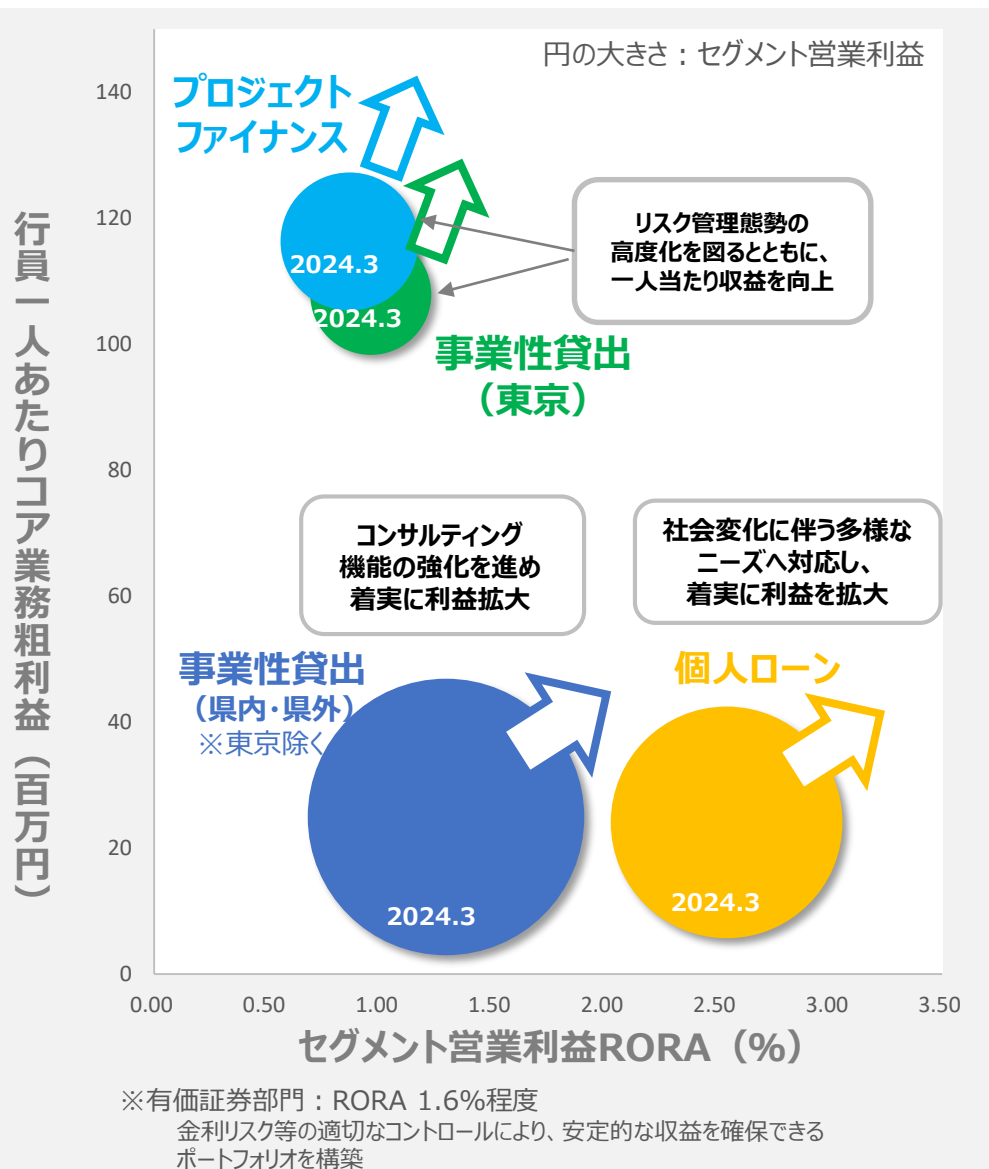 円の大きさ：セグメント営業利益
行員一人あたりコア業務粗利益（百万円）
140
120
100
80
60
40
20
0
プロジェクト
ファイナンス
2024.3
2024.3
事業性貸出
（東京）
リスク管理態勢の
高度化を図るとともに、
一人当たり収益を向上
コンサルティング
機能の強化を進め
着実に利益拡大
社会変化に伴う多様な
ニーズへ対応し、
着実に利益を拡大
事業性貸出
（県内・県外）
※東京除く
2024.3
個人ローン
2024.3
0.00 0.50 1.00 1.50 2.00 2.50 3.00 3.50
セグメント営業利益RORA（%）
※有価証券部門：RORA 1.6%程度
金利リスク等の適切なコントロールにより、安定的な収益を確保できる
ポートフォリオを構築